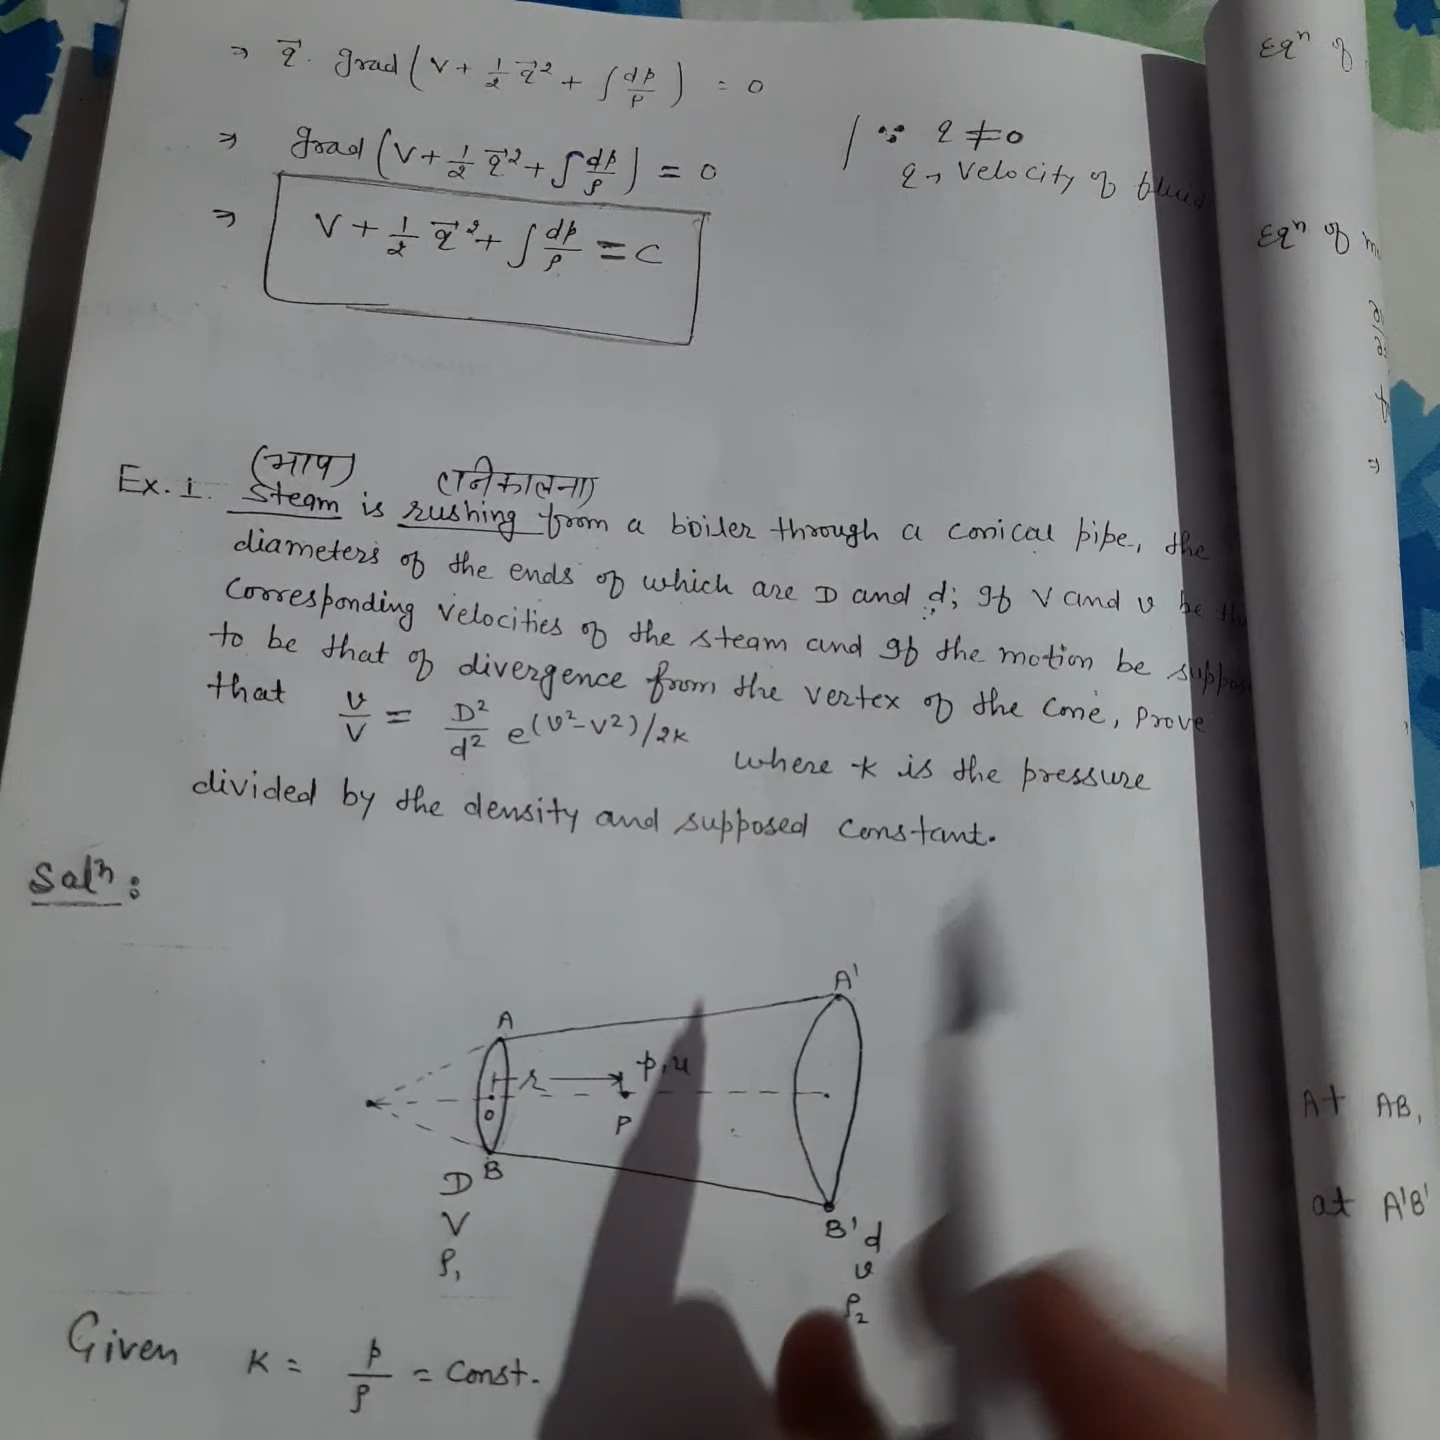 ⇒ q⃗. grad (V + 1/2 q⃗² + ∫dp/ρ) = 0
⇒ grad (V + 1/2 q⃗² + ∫dp/ρ) = 0 / ∵ q ≠ 0
q → velocity of
⇒ V + 1/2 q⃗² + ∫dp/ρ = C
(भाप) (निकालना)
Ex. 1. Steam is rushing from a boiler through a conical pipe, the
diameters of the ends of which are D and d; If V and v be the
corresponding velocities of the steam and If the motion be
to be that of divergence from the vertex of the cone, Prove
that v/V = D²/d² e(v²-V²)/2K where K is the pressure
divided by the density and supposed constant.
Solⁿ:
A A'
r p, u
O P
B B'
D d
V v
ρ₁ ρ₂
Given K = p/ρ = Const.
Eqⁿ of
Eqⁿ of
At AB,
at A'B'